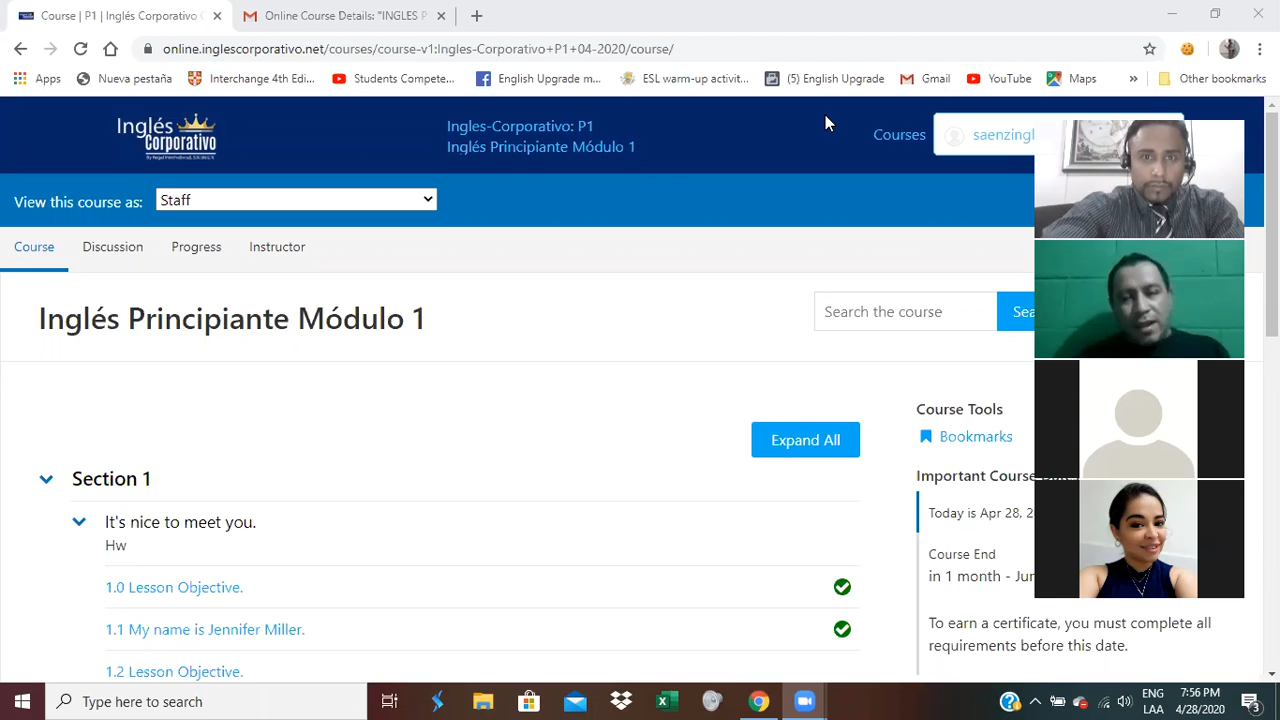 Course | P1 | Inglés Corporativo
Online Course Details: "INGLES P
online.inglescorporativo.net/courses/course-v1:Ingles-Corporativo+P1+04-2020/course/
Apps
Nueva pestaña
Interchange 4th Edi...
Students Compete...
English Upgrade m...
ESL warm-up activit...
(5) English Upgrade
Gmail
YouTube
Maps
Other bookmarks
Inglés
Corporativo
Ingles-Corporativo: P1
Inglés Principiante Módulo 1
Courses
saenzingl
View this course as:
Staff
Course
Discussion
Progress
Instructor
Inglés Principiante Módulo 1
Search the course
Sea
Expand All
Course Tools
Bookmarks
Section 1
Important Course
It's nice to meet you.
Hw
Today is Apr 28, 2
Course End
in 1 month - Jun
1.0 Lesson Objective.
1.1 My name is Jennifer Miller.
To earn a certificate, you must complete all
requirements before this date.
1.2 Lesson Objective.
Type here to search
ENG
LAA
7:56 PM
4/28/2020
3